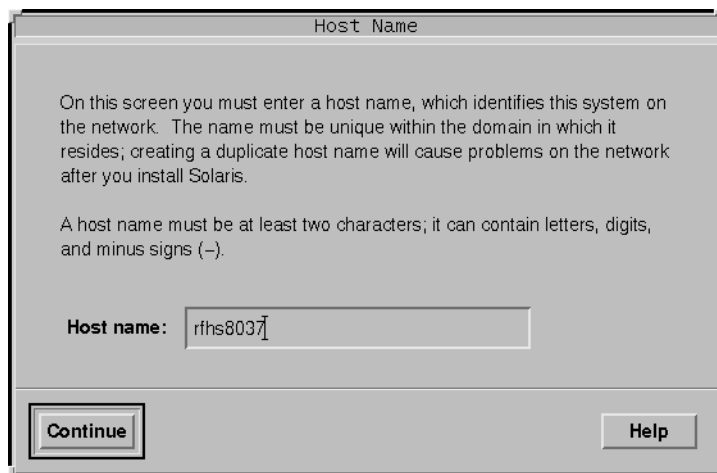 Host Name
On this screen you must enter a host name, which identifies this system on
the network.  The name must be unique within the domain in which it
resides; creating a duplicate host name will cause problems on the network
after you install Solaris.
A host name must be at least two characters; it can contain letters, digits,
and minus signs (−).
Host name: rfhs8037
Continue Help